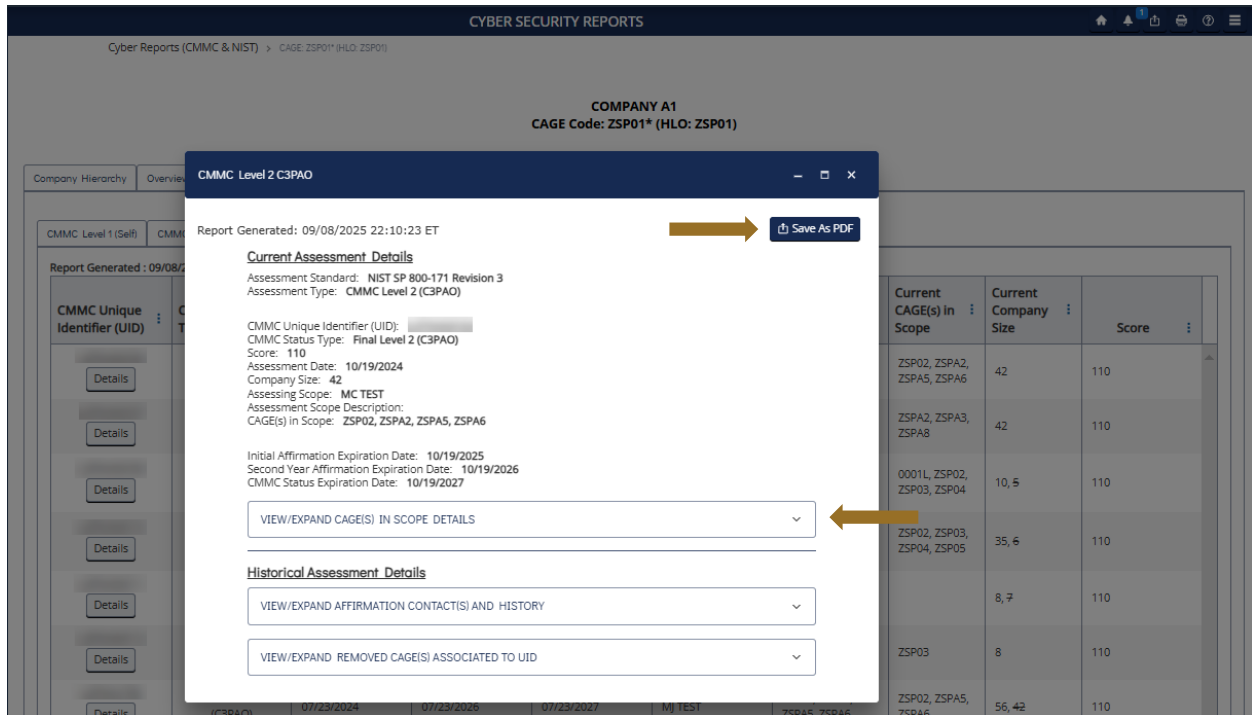 CYBER SECURITY REPORTS
1
Cyber Reports (CMMC & NIST) > CAGE: ZSP01* (HLO: ZSP01)
COMPANY A1
CAGE Code: ZSP01* (HLO: ZSP01)
Company Hierarchy
CMMC Level 1 (Self)
Report Generated : 09/08/2
CMMC Unique
Identifier (UID)
Current
CAGE(s) in
Scope
Current
Company
Size
Score
Details
ZSP02, ZSPA2,
ZSPA5, ZSPA6
42
110
Details
ZSPA2, ZSPA3,
ZSPA8
42
110
Details
0001L, ZSP02,
ZSP03, ZSP04
10, 5
110
Details
ZSP02, ZSP03,
ZSP04, ZSP05
35, 6
110
Details
8, 7
110
Details
ZSP03
8
110
Details
(C3PAO)
07/23/2024
07/23/2026
07/23/2027
MJ TEST
ZSPA5, ZSPA6
ZSP02, ZSPA5,
ZSPA6
56, 42
110
CMMC Level 2 C3PAO
Report Generated: 09/08/2025 22:10:23 ET
Save As PDF
Current Assessment Details
Assessment Standard: NIST SP 800-171 Revision 3
Assessment Type: CMMC Level 2 (C3PAO)
CMMC Unique Identifier (UID):
CMMC Status Type: Final Level 2 (C3PAO)
Score: 110
Assessment Date: 10/19/2024
Company Size: 42
Assessing Scope: MC TEST
Assessment Scope Description:
CAGE(s) in Scope: ZSP02, ZSPA2, ZSPA5, ZSPA6
Initial Affirmation Expiration Date: 10/19/2025
Second Year Affirmation Expiration Date: 10/19/2026
CMMC Status Expiration Date: 10/19/2027
VIEW/EXPAND CAGE(S) IN SCOPE DETAILS
Historical Assessment Details
VIEW/EXPAND AFFIRMATION CONTACT(S) AND HISTORY
VIEW/EXPAND REMOVED CAGE(S) ASSOCIATED TO UID